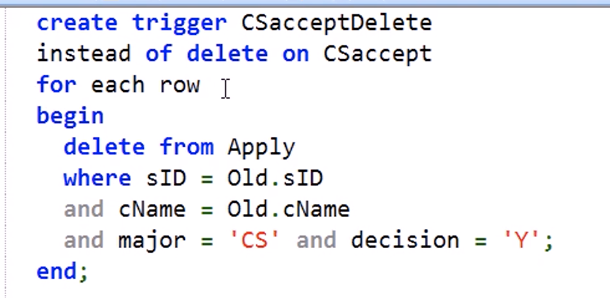 create trigger CSacceptDelete
instead of delete on CSaccept
for each row
begin
delete from Apply
where sID = Old.sID
and cName = Old.cName
and major = 'CS' and decision = 'Y';
end;